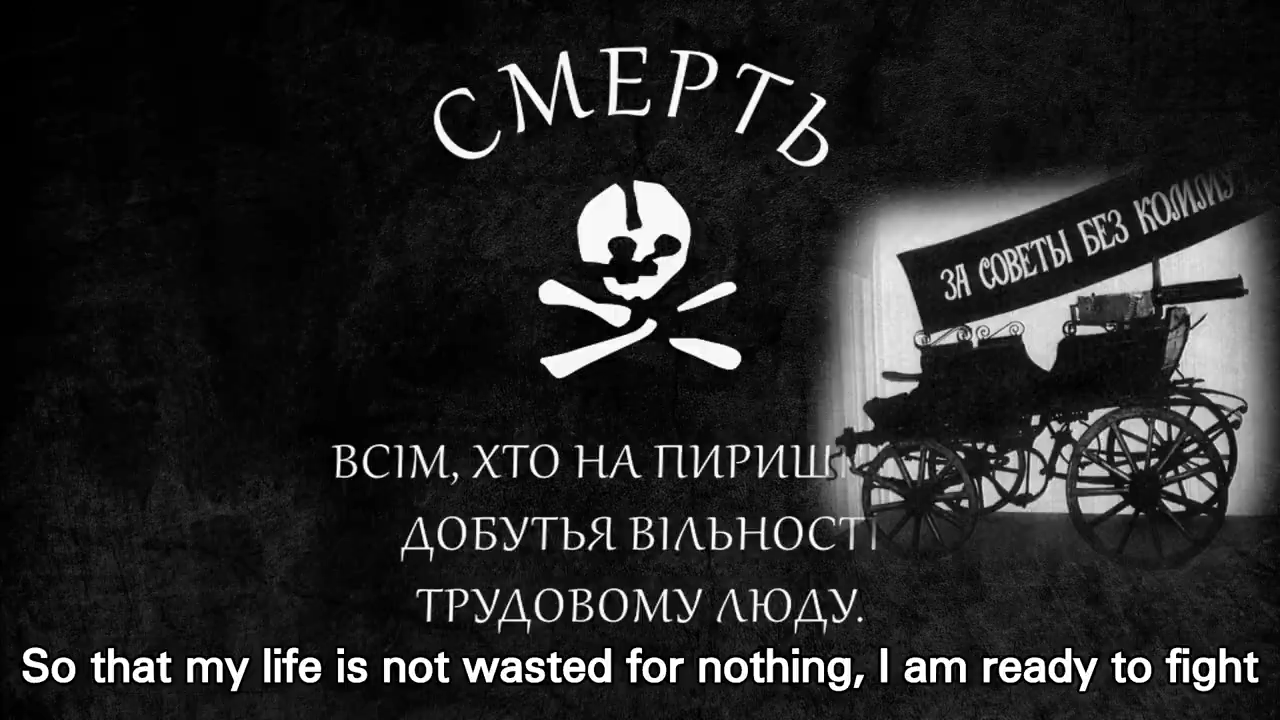 СМЕРТЬ
ЗА СОВЕТЫ БЕЗ
ВСІМ, ХТО НА
ДОБУТЬЯ ВІЛЬНОСТІ
ТРУДОВОМУ ЛЮДУ.
So that my life is not wasted for nothing, I am ready to fight